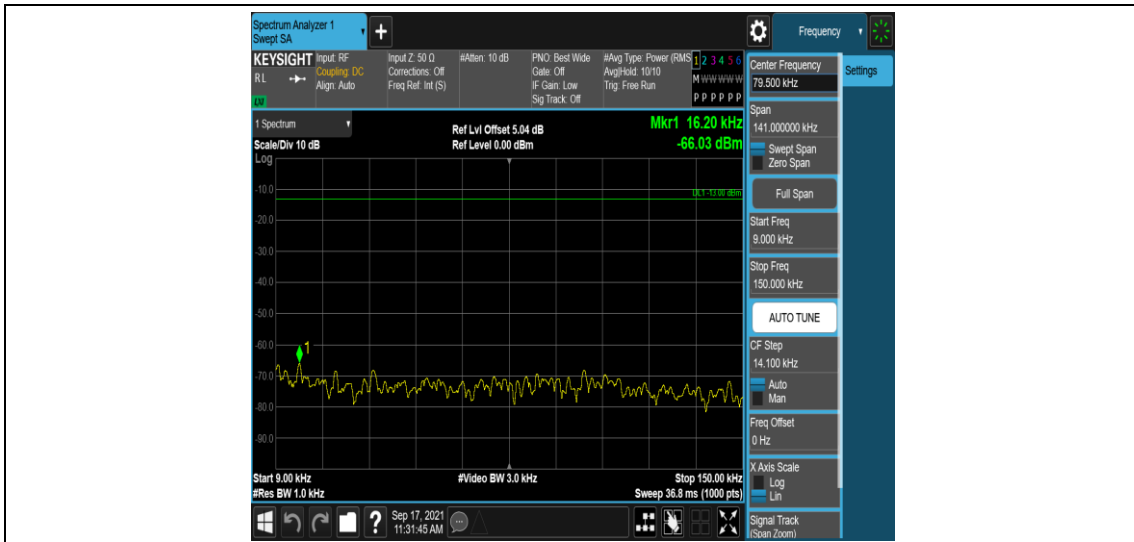 Spectrum Analyzer 1
Swept SA
+
Frequency
KEYSIGHT
RL
LXI
Input: RF
Coupling: DC
Align: Auto
Input Z: 50 Ω
Corrections: Off
Freq Ref: Int (S)
#Atten: 10 dB
PNO: Best Wide
Gate: Off
IF Gain: Low
Sig Track: Off
#Avg Type: Power (RMS
Avg|Hold: 10/10
Trig: Free Run
1 2 3 4 5 6
M W W W W W
P P P P P P
1 Spectrum
Scale/Div 10 dB
Log
Ref Lvl Offset 5.04 dB
Ref Level 0.00 dBm
Mkr1 16.20 kHz
-66.03 dBm
DL1 -13.00 dBm
-10.0
-20.0
-30.0
-40.0
-50.0
-60.0
-70.0
-80.0
-90.0
1
Start 9.00 kHz
#Res BW 1.0 kHz
#Video BW 3.0 kHz
Stop 150.00 kHz
Sweep 36.8 ms (1000 pts)
Center Frequency
79.500 kHz
Settings
Span
141.000000 kHz
Swept Span
Zero Span
Full Span
Start Freq
9.000 kHz
Stop Freq
150.000 kHz
AUTO TUNE
CF Step
14.100 kHz
Auto
Man
Freq Offset
0 Hz
X Axis Scale
Log
Lin
Signal Track
(Span Zoom)
?
Sep 17, 2021
11:31:45 AM